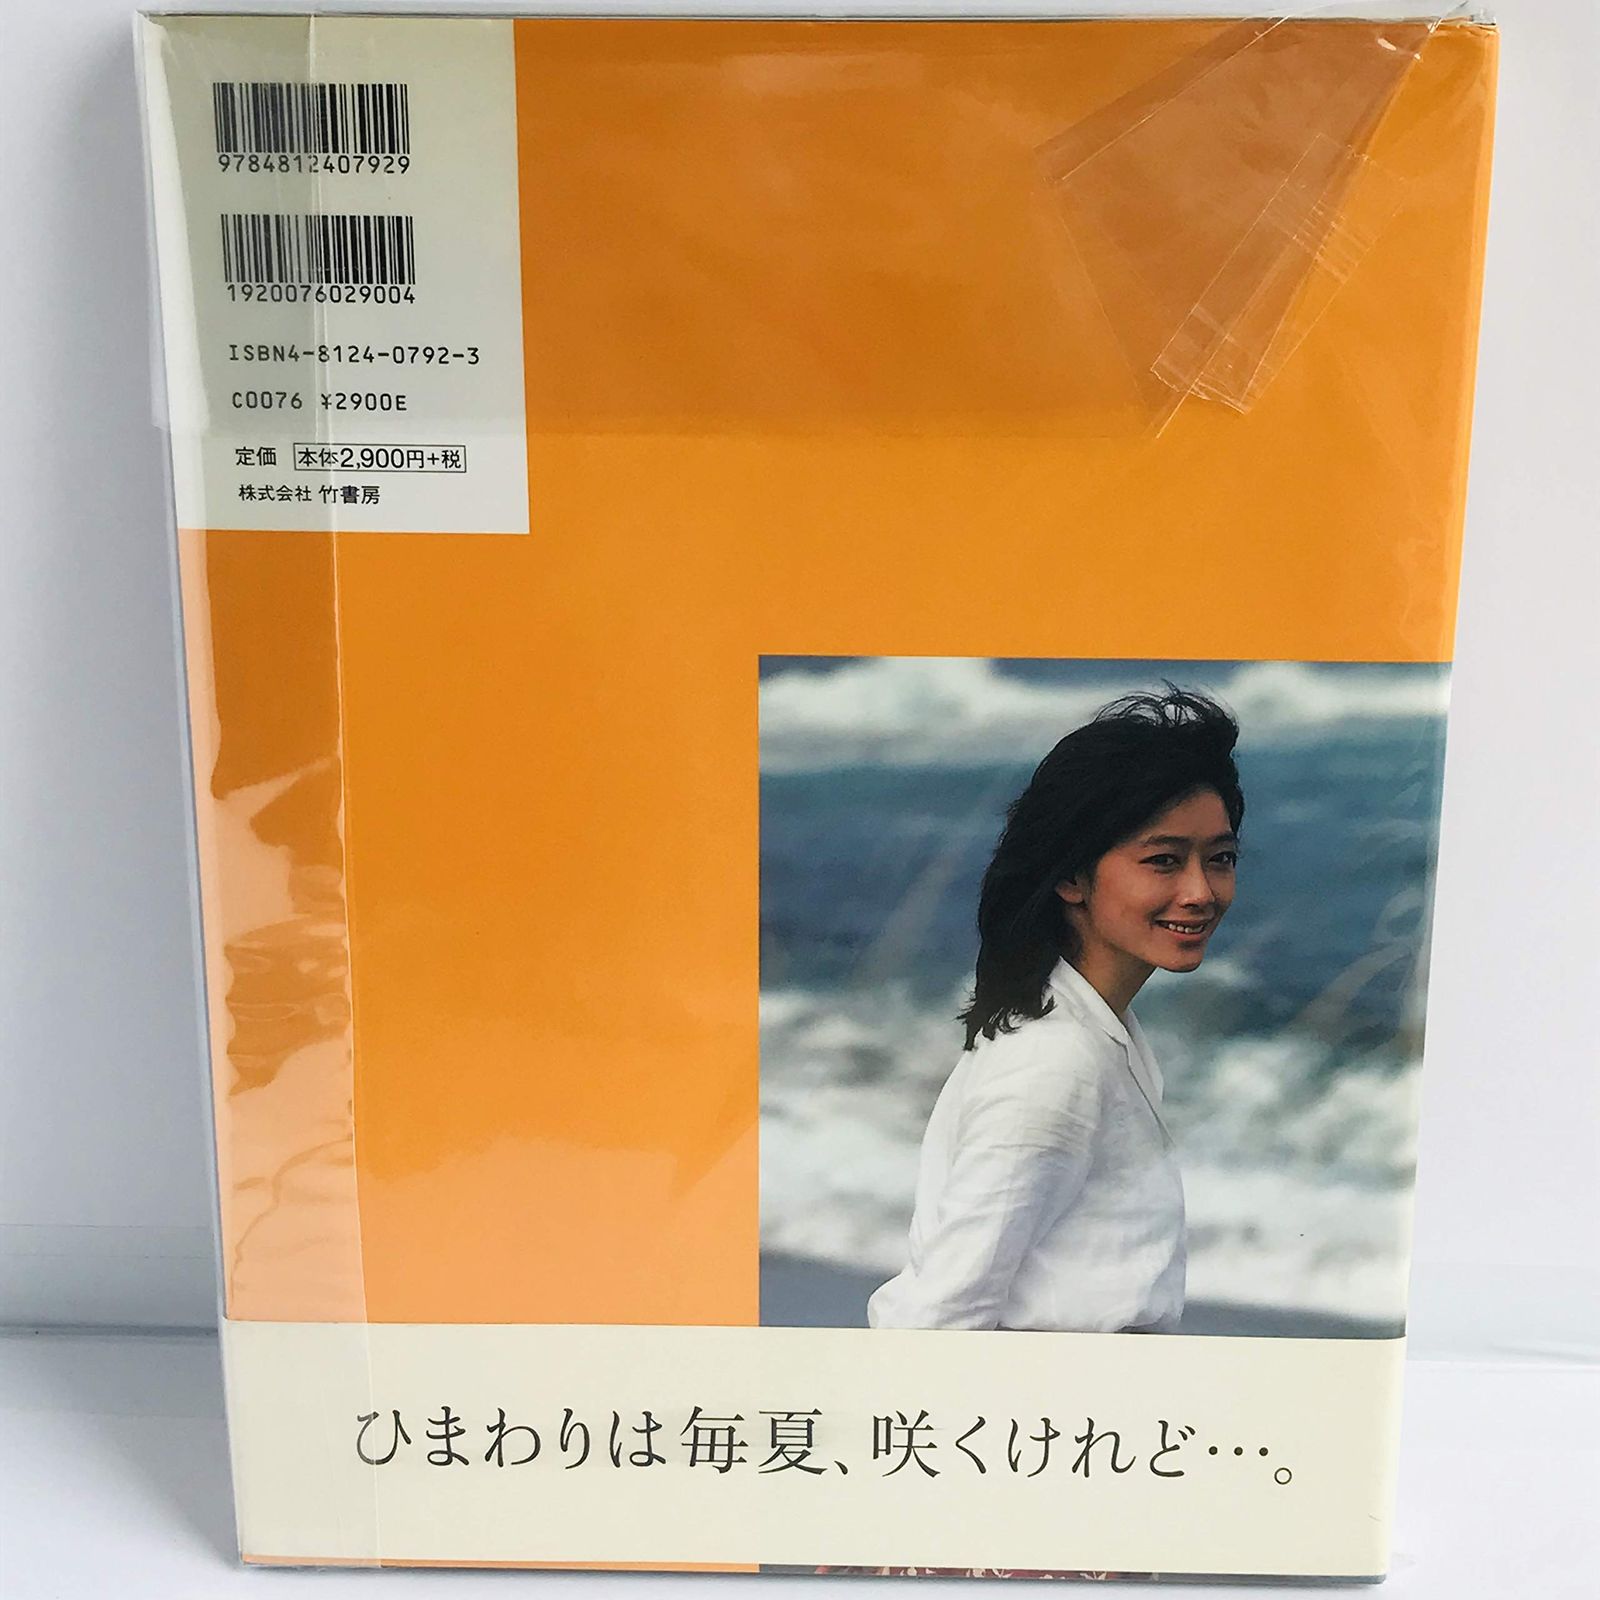 9784812407929
1920076029004
ISBN4-8124-0792-3
C0076 ¥2900E
定価 本体2,900円+税
株式会社 竹書房
ひまわりは毎夏、咲くけれど…。